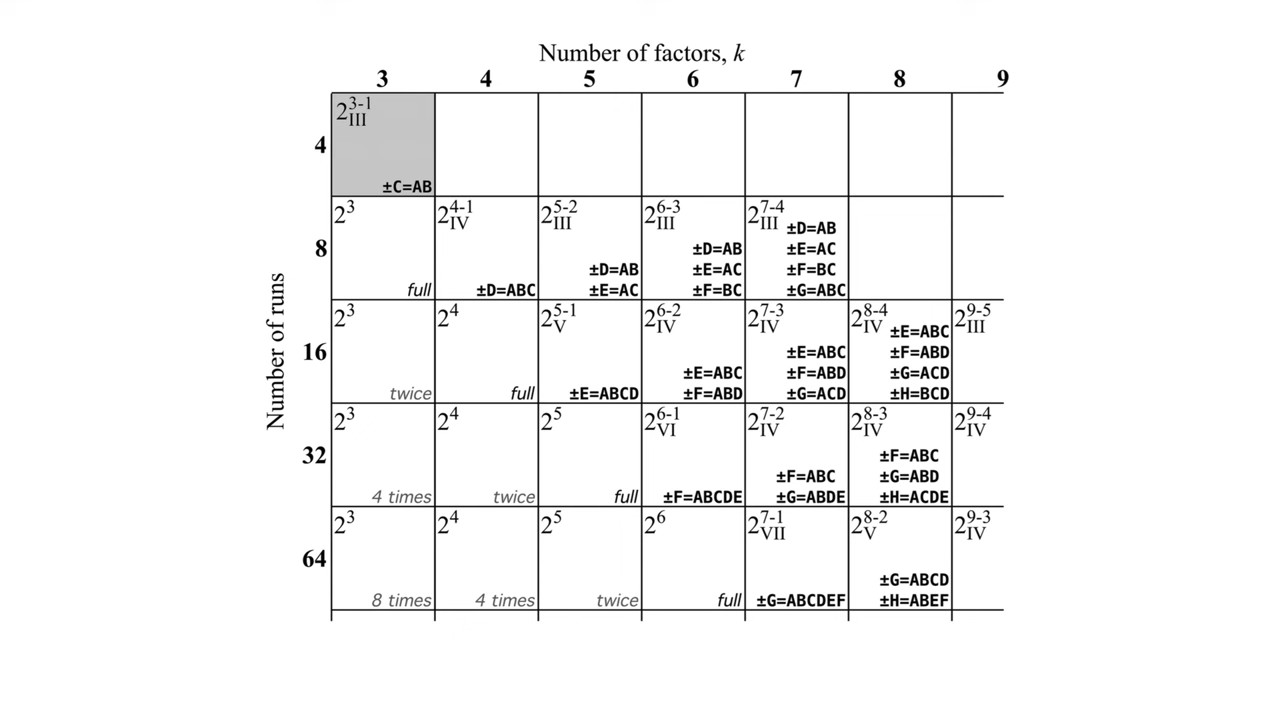 Number of factors, k
3 4 5 6 7 8 9
Number of runs
4
2^{3-1}_{III}
±C=AB
8
2^3
full
2^{4-1}_{IV}
±D=ABC
2^{5-2}_{III}
±D=AB
±E=AC
2^{6-3}_{III}
±D=AB
±E=AC
±F=BC
2^{7-4}_{III}
±D=AB
±E=AC
±F=BC
±G=ABC
16
2^3
twice
2^4
full
2^{5-1}_{V}
±E=ABCD
2^{6-2}_{IV}
±E=ABC
±F=ABD
2^{7-3}_{IV}
±E=ABC
±F=ABD
±G=ACD
2^{8-4}_{IV}
±E=ABC
±F=ABD
±G=ACD
±H=BCD
2^{9-5}_{III}
32
2^3
4 times
2^4
twice
2^5
full
2^{6-1}_{VI}
±F=ABCDE
2^{7-2}_{IV}
±F=ABC
±G=ABDE
2^{8-3}_{IV}
±F=ABC
±G=ABD
±H=ACDE
2^{9-4}_{IV}
64
2^3
8 times
2^4
4 times
2^5
twice
2^6
full
2^{7-1}_{VII}
±G=ABCDEF
2^{8-2}_{V}
±G=ABCD
±H=ABEF
2^{9-3}_{IV}